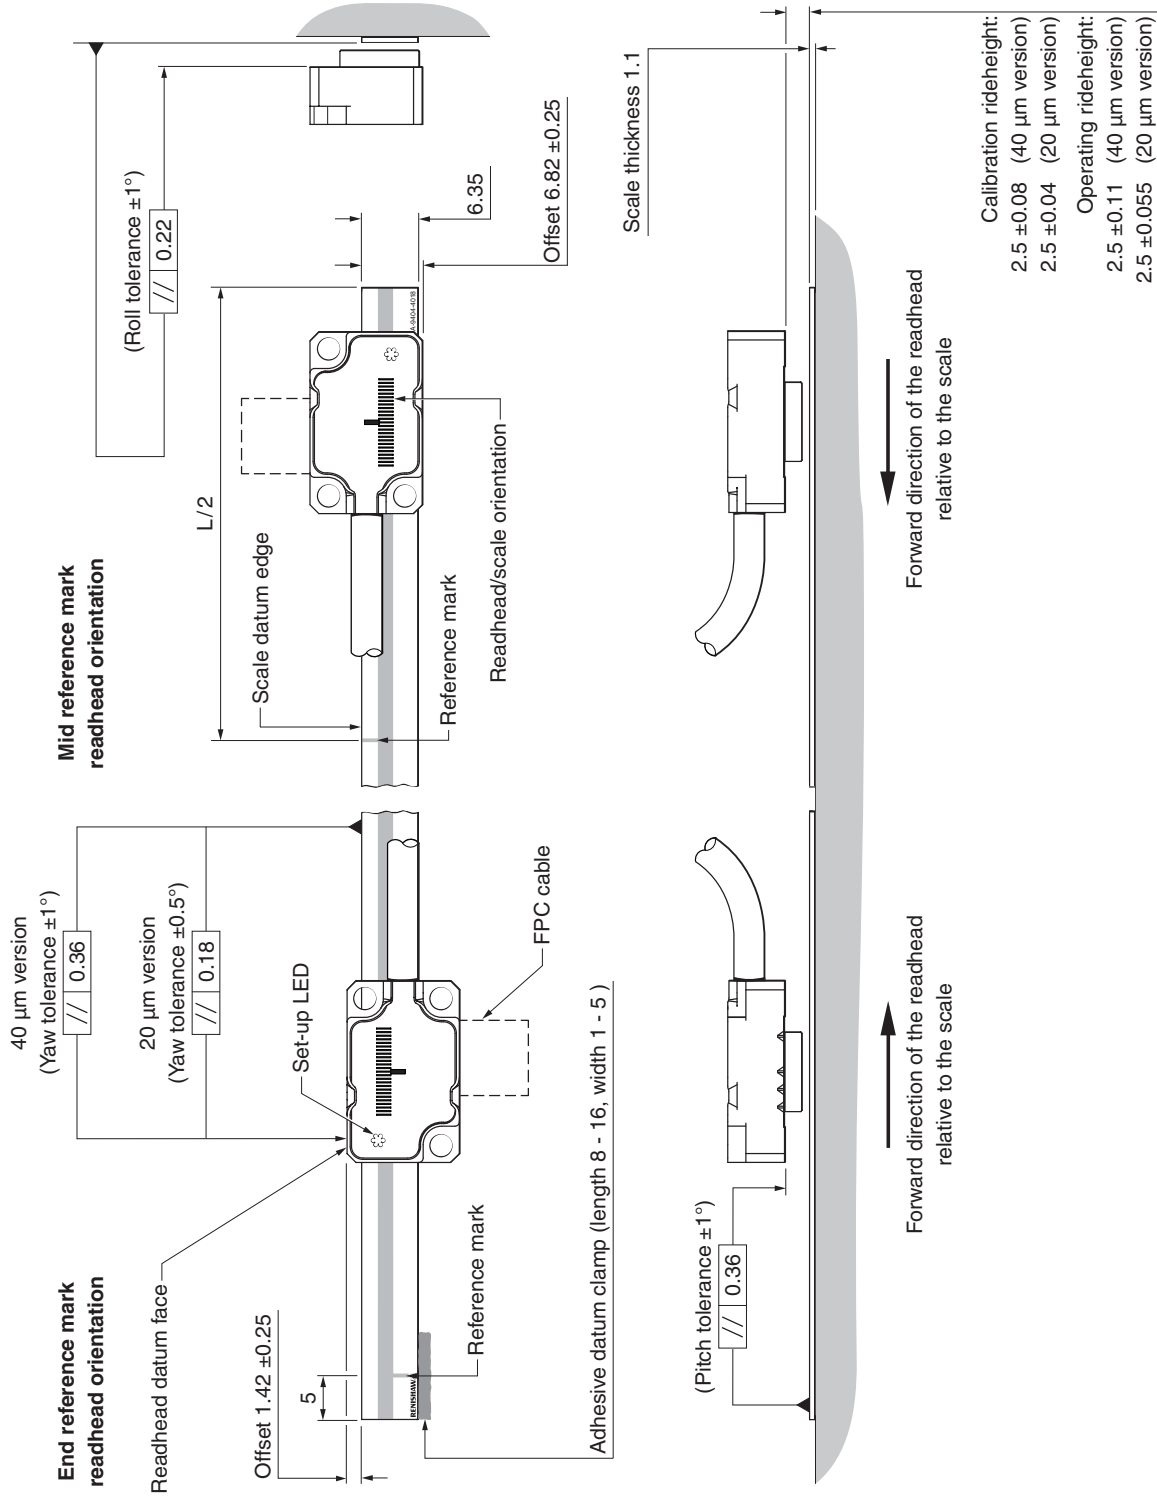 End reference mark
readhead orientation
Mid reference mark
readhead orientation
40 µm version
(Yaw tolerance ±1°)
// 0.36
20 µm version
(Yaw tolerance ±0.5°)
// 0.18
(Roll tolerance ±1°)
// 0.22
Readhead datum face
Set-up LED
L/2
Scale datum edge
Offset 1.42 ±0.25
5
RENISHAW
Reference mark
FPC cable
Reference mark
Readhead/scale orientation
A-9404-4018
6.35
Offset 6.82 ±0.25
Adhesive datum clamp (length 8 - 16, width 1 - 5 )
Scale thickness 1.1
(Pitch tolerance ±1°)
// 0.36
Forward direction of the readhead
relative to the scale
Forward direction of the readhead
relative to the scale
Calibration rideheight:
2.5 ±0.08 (40 µm version)
2.5 ±0.04 (20 µm version)
Operating rideheight:
2.5 ±0.11 (40 µm version)
2.5 ±0.055 (20 µm version)